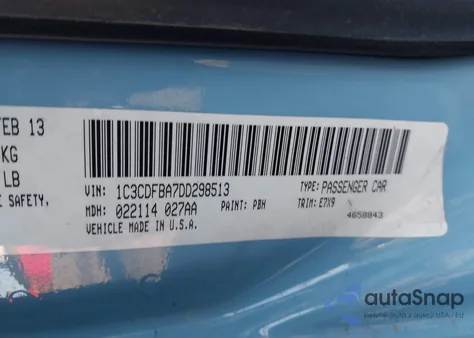 FEB 13
KG
LB
E SAFETY,
VIN: 1C3CDFBA7DD298513
TYPE: PASSENGER CAR
MDH: 022114 027AA
PAINT: PBH
TRIM: E7X9
VEHICLE MADE IN U.S.A.
4658843
autoSnap